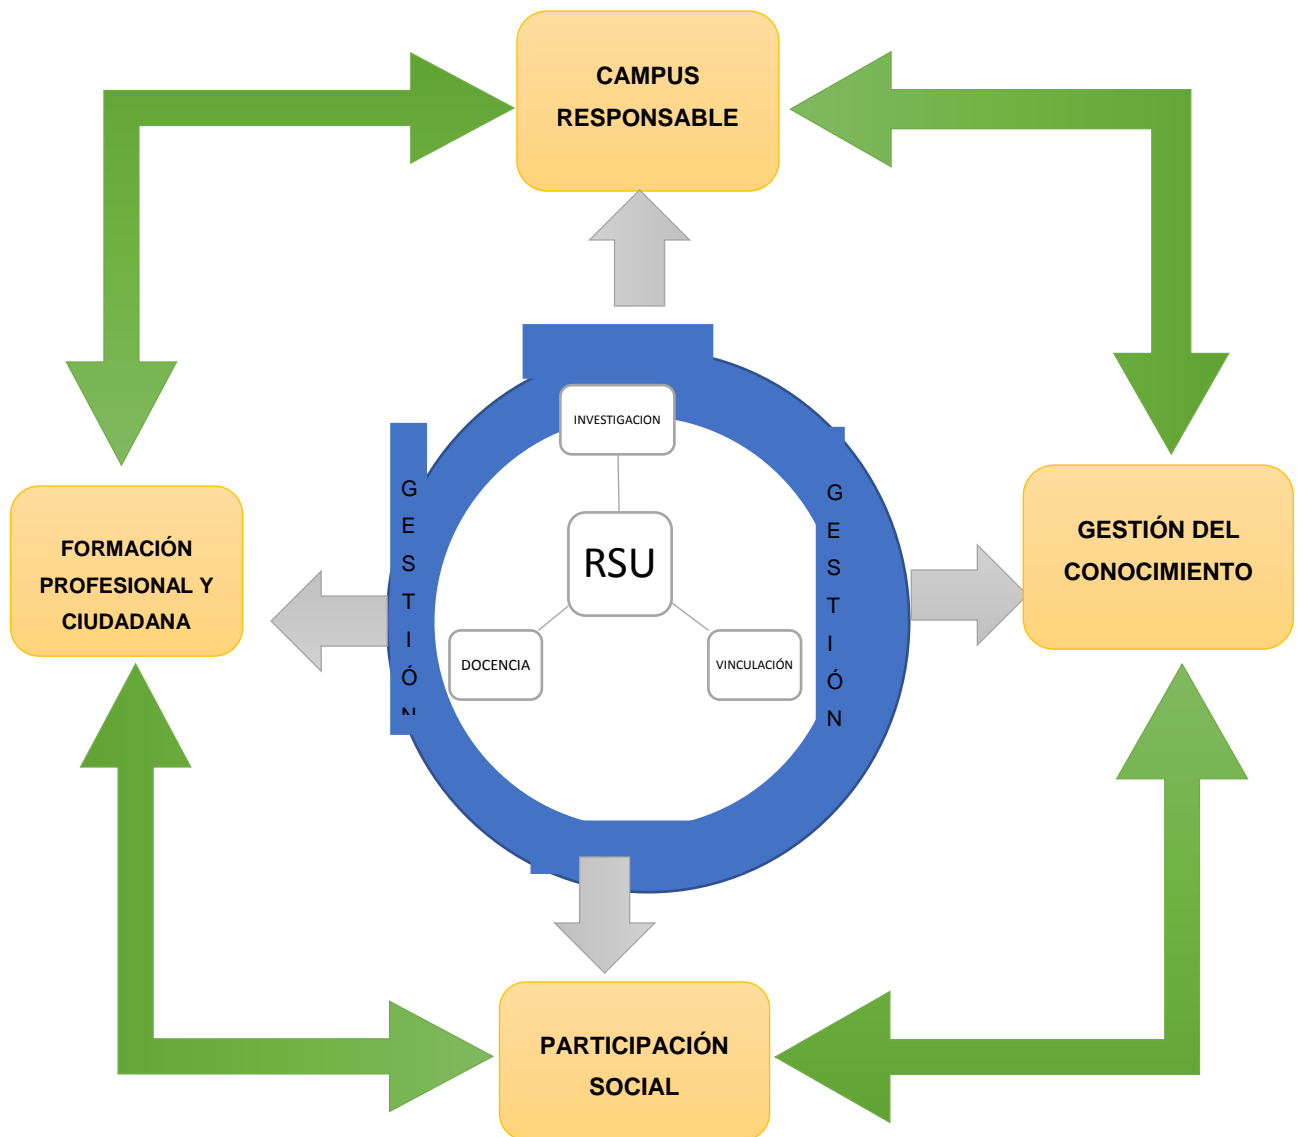 CAMPUS
RESPONSABLE
INVESTIGACION
RSU
DOCENCIA
VINCULACIÓN
G
E
S
T
I
Ó
N
G
E
S
T
I
Ó
N
FORMACIÓN
PROFESIONAL Y
CIUDADANA
GESTIÓN DEL
CONOCIMIENTO
PARTICIPACIÓN
SOCIAL